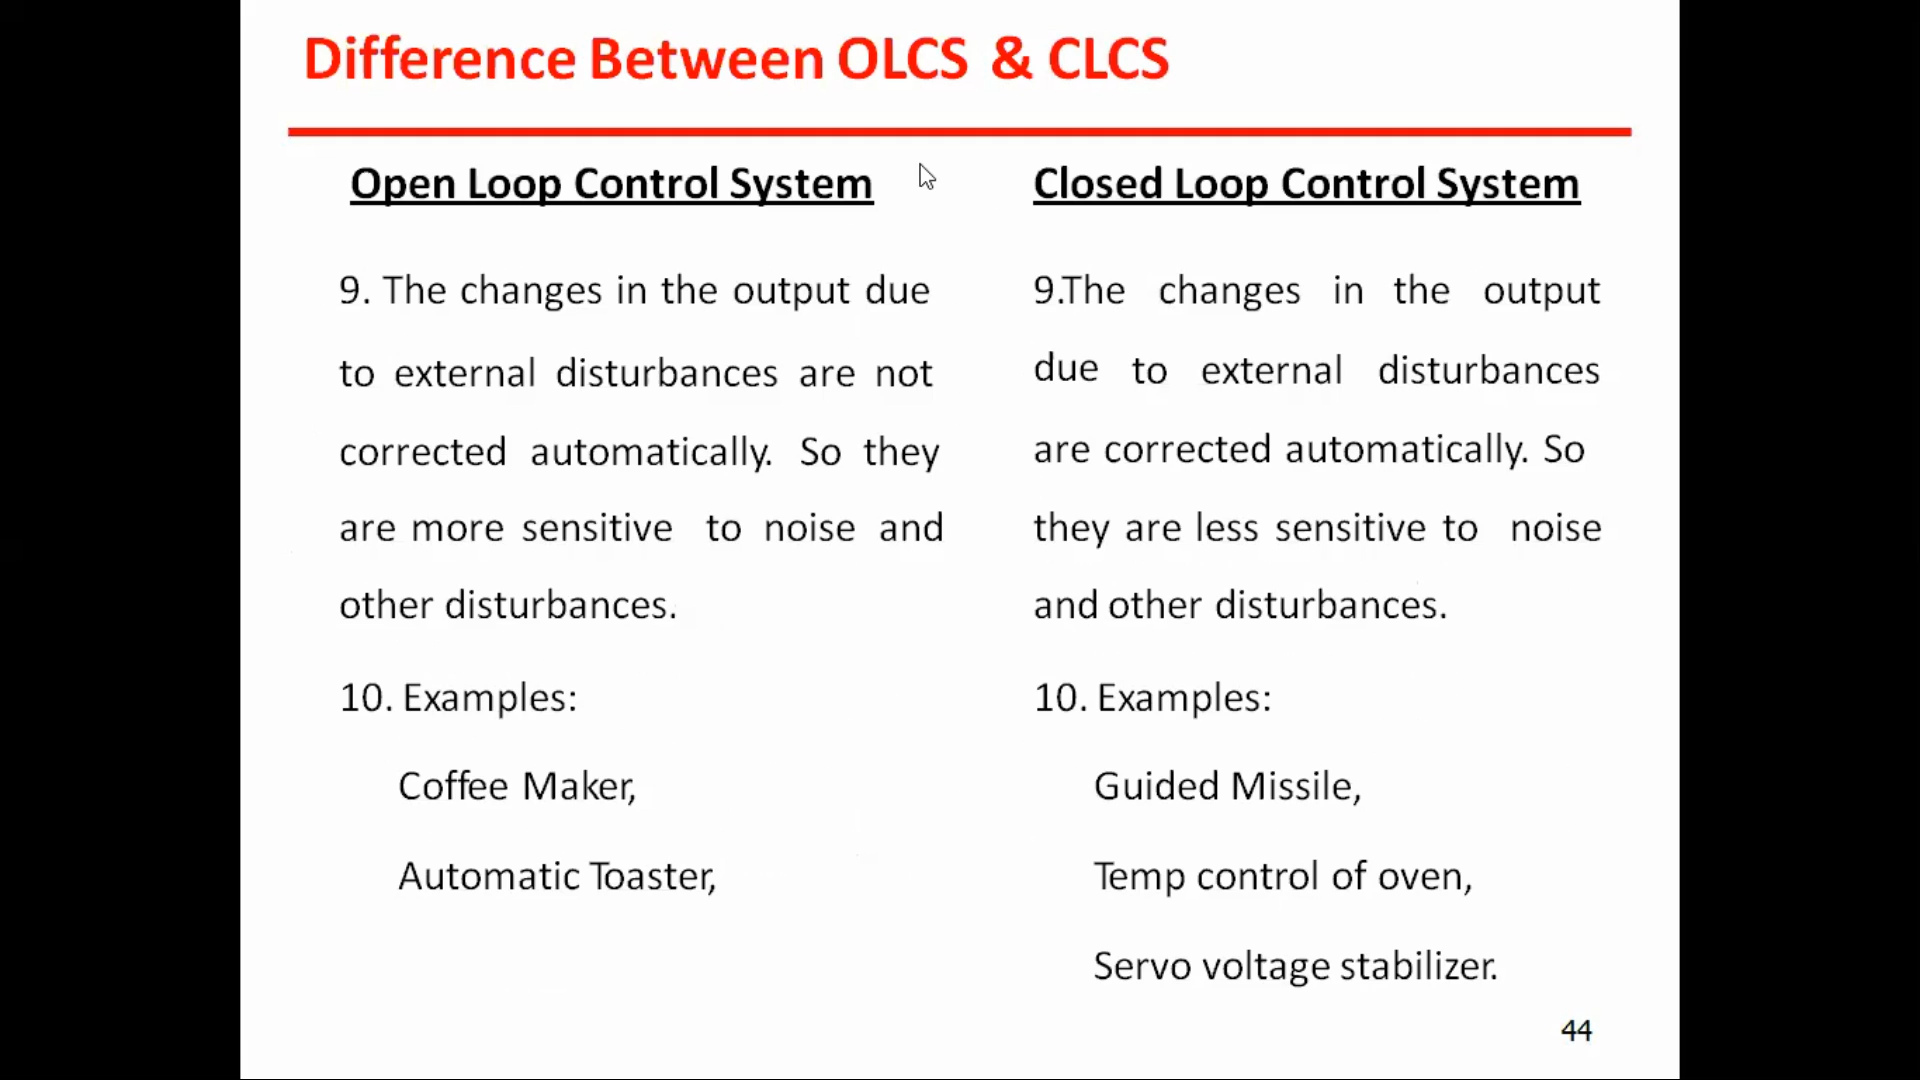 Difference Between OLCS & CLCS
Open Loop Control System
9. The changes in the output due
to external disturbances are not
corrected automatically. So they
are more sensitive to noise and
other disturbances.
10. Examples:
Coffee Maker,
Automatic Toaster,
Closed Loop Control System
9.The changes in the output
due to external disturbances
are corrected automatically. So
they are less sensitive to noise
and other disturbances.
10. Examples:
Guided Missile,
Temp control of oven,
Servo voltage stabilizer.
44